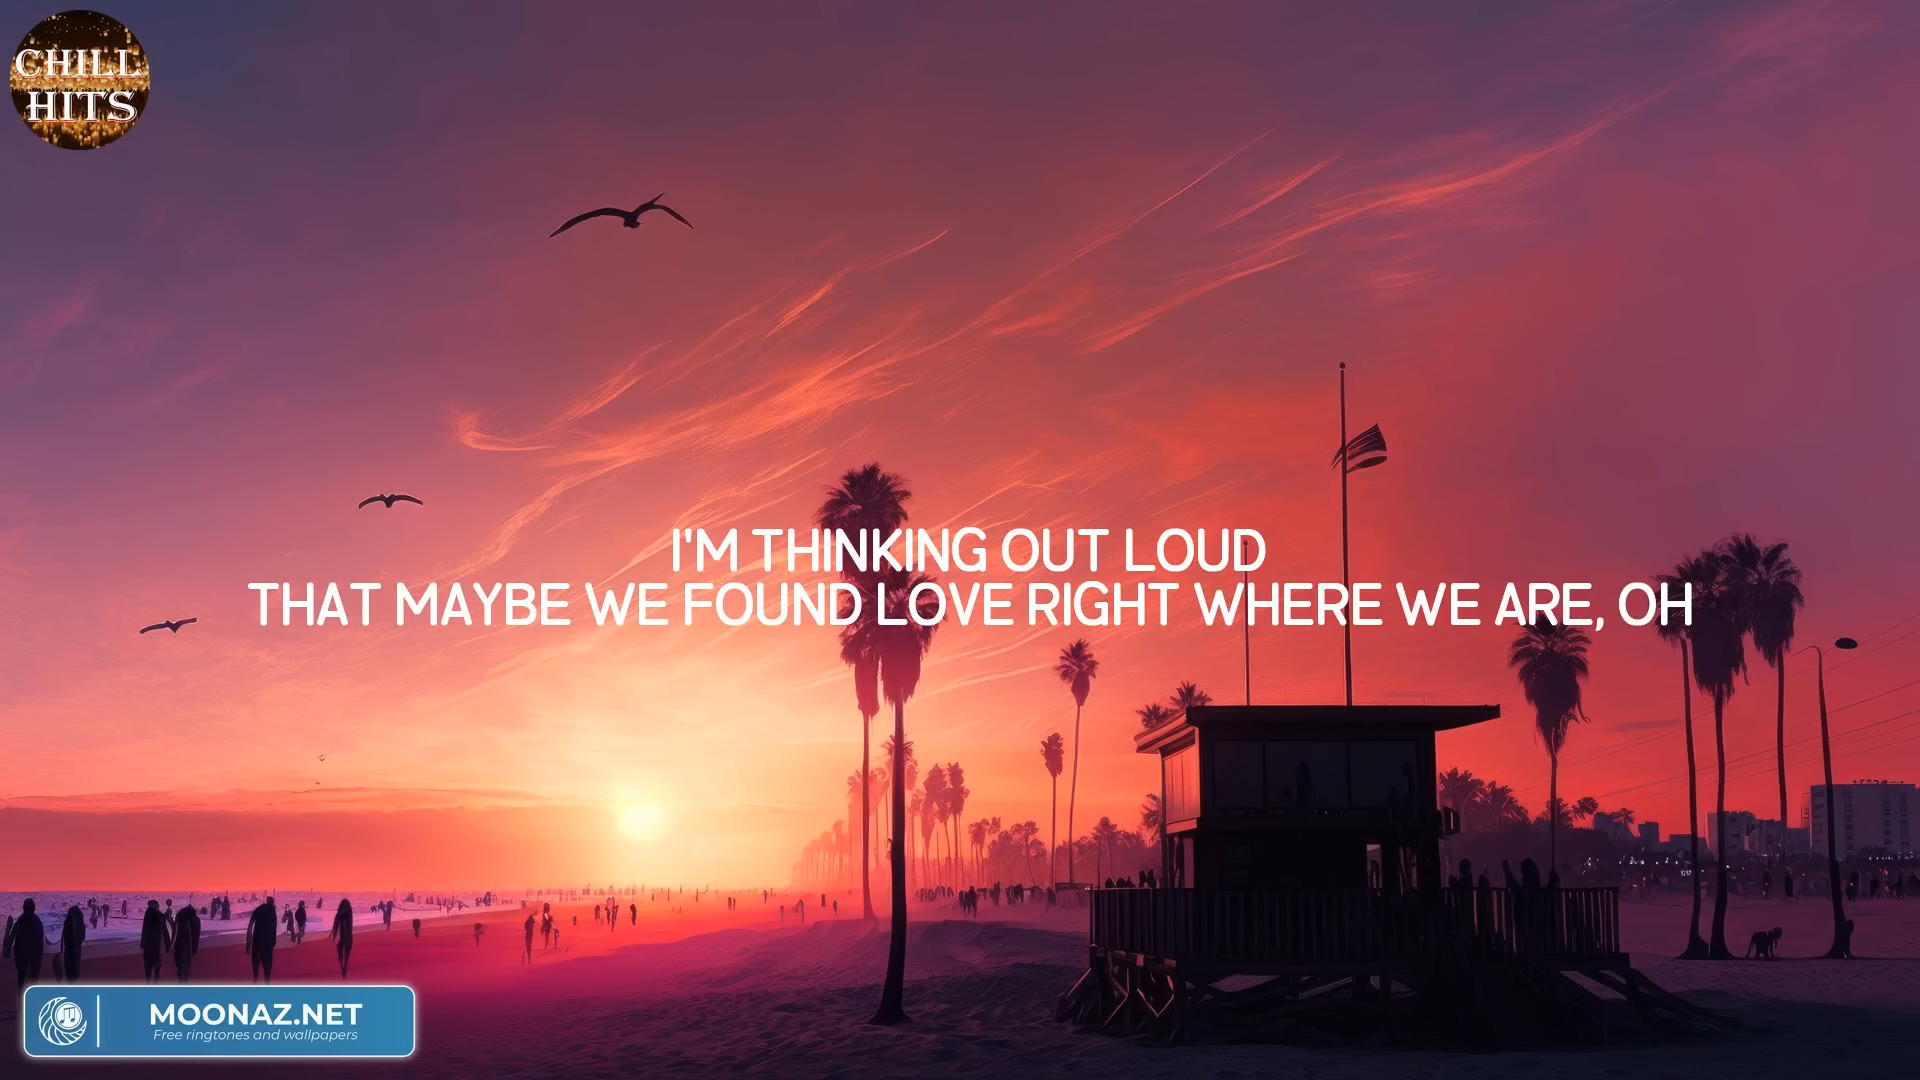 CHILL
HITS
I'M THINKING OUT LOUD
THAT MAYBE WE FOUND LOVE RIGHT WHERE WE ARE, OH
MOONAZ.NET
Free ringtones and wallpapers